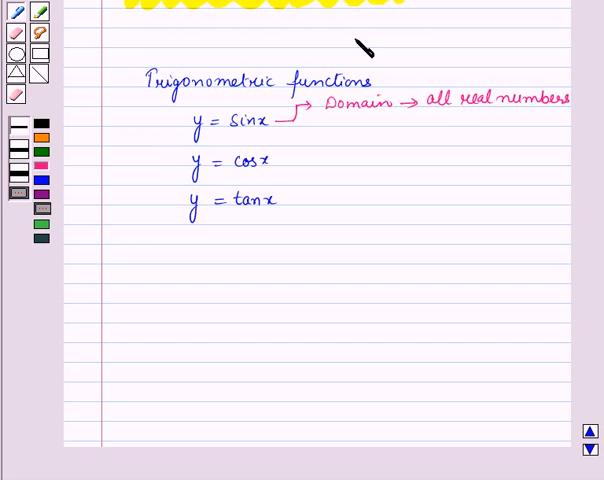 Trigonometric functions
y = sinx → Domain → all real numbers
y = cosx
y = tanx